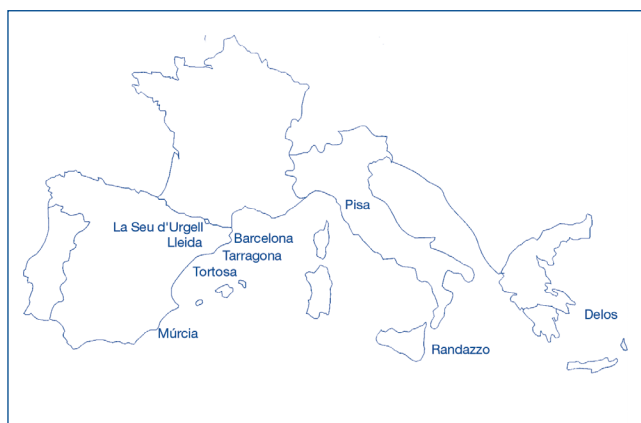 Pisa
La Seu d'Urgell
Lleida
Barcelona
Tarragona
Tortosa
Múrcia
Delos
Randazzo